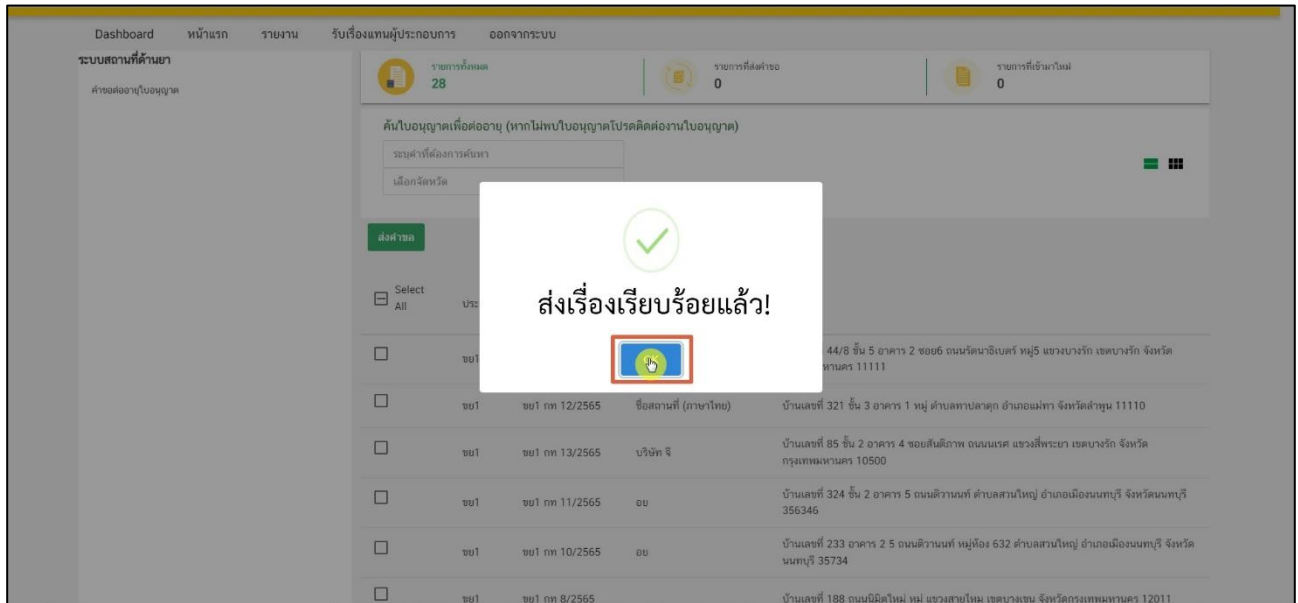 Dashboard หน้าแรก รายงาน รับเรื่องแทนผู้ประกอบการ ออกจากระบบ
ระบบสถานที่ด้านยา
คำขอต่ออายุใบอนุญาต
รายการทั้งหมด
28
รายการที่ส่งคำขอ
0
รายการที่เข้ามาใหม่
0
ค้นใบอนุญาตเพื่อต่ออายุ (หากไม่พบใบอนุญาตโปรดติดต่องานใบอนุญาต)
ระบุคำที่ต้องการค้นหา
เลือกจังหวัด
ส่งคำขอ
ส่งเรื่องเรียบร้อยแล้ว!
Select
All
ประ
ขย1 44/8 ชั้น 5 อาคาร 2 ซอย6 ถนนรัตนาธิเบศร์ หมู่5 แขวงบางรัก เขตบางรัก จังหวัด
หานคร 11111
ขย1 ขย1 กท 12/2565 ชื่อสถานที่ (ภาษาไทย) บ้านเลขที่ 321 ชั้น 3 อาคาร 1 หมู่ ตำบลทาปลาดุก อำเภอแม่ทา จังหวัดลำพูน 11110
ขย1 ขย1 กท 13/2565 บริษัท จิ บ้านเลขที่ 85 ชั้น 2 อาคาร 4 ซอยสันติภาพ ถนนนเรศ แขวงสี่พระยา เขตบางรัก จังหวัด
กรุงเทพมหานคร 10500
ขย1 ขย1 กท 11/2565 อย บ้านเลขที่ 324 ชั้น 2 อาคาร 5 ถนนติวานนท์ ตำบลสวนใหญ่ อำเภอเมืองนนทบุรี จังหวัดนนทบุรี
356346
ขย1 ขย1 กท 10/2565 อย บ้านเลขที่ 233 อาคาร 2 5 ถนนติวานนท์ หมู่ห้อง 632 ตำบลสวนใหญ่ อำเภอเมืองนนทบุรี จังหวัด
นนทบุรี 35734
ขย1 ขย1 กท 8/2565 บ้านเลขที่ 188 ถนนนิมิตใหม่ หมู่ แขวงสายไหม เขตบางเขน จังหวัดกรุงเทพมหานคร 12011